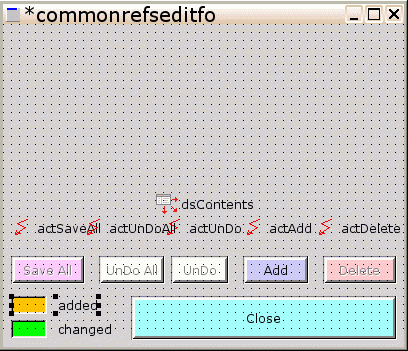 *commonrefseditfo
dsContents
actSaveAll actUnDoAll actUnDo actAdd actDelete
Save All UnDo All UnDo Add Delete
added
changed
Close